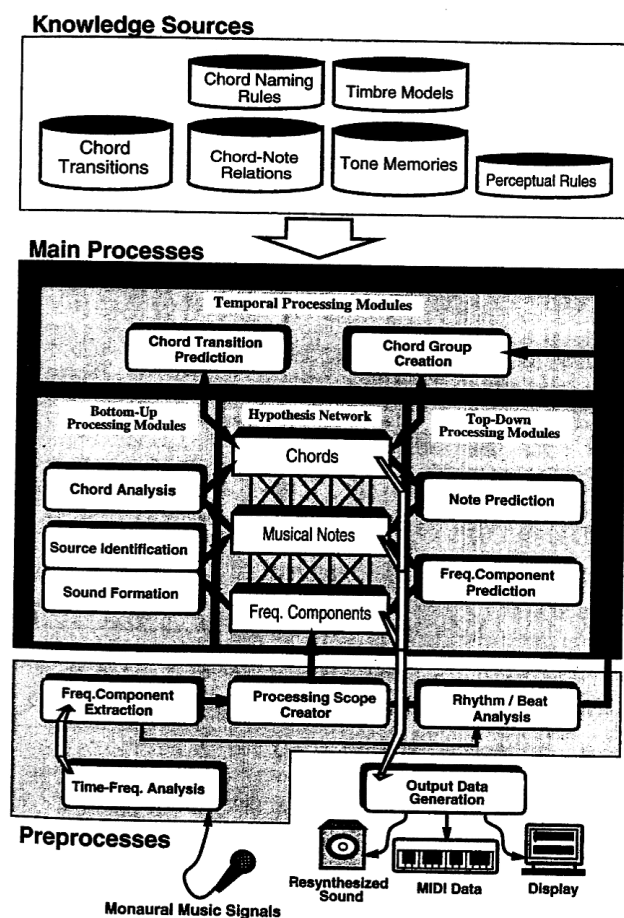 Knowledge Sources
Chord Naming
Rules
Timbre Models
Chord
Transitions
Chord-Note
Relations
Tone Memories
Perceptual Rules
Main Processes
Temporal Processing Modules
Chord Transition
Prediction
Chord Group
Creation
Bottom-Up
Processing Modules
Hypothesis Network
Top-Down
Processing Modules
Chords
Chord Analysis
Note Prediction
Musical Notes
Source Identification
Sound Formation
Freq.Component
Prediction
Freq. Components
Freq.Component
Extraction
Processing Scope
Creator
Rhythm / Beat
Analysis
Time-Freq. Analysis
Output Data
Generation
Preprocesses
Resynthesized
Sound
MIDI Data
Display
Monaural Music Signals